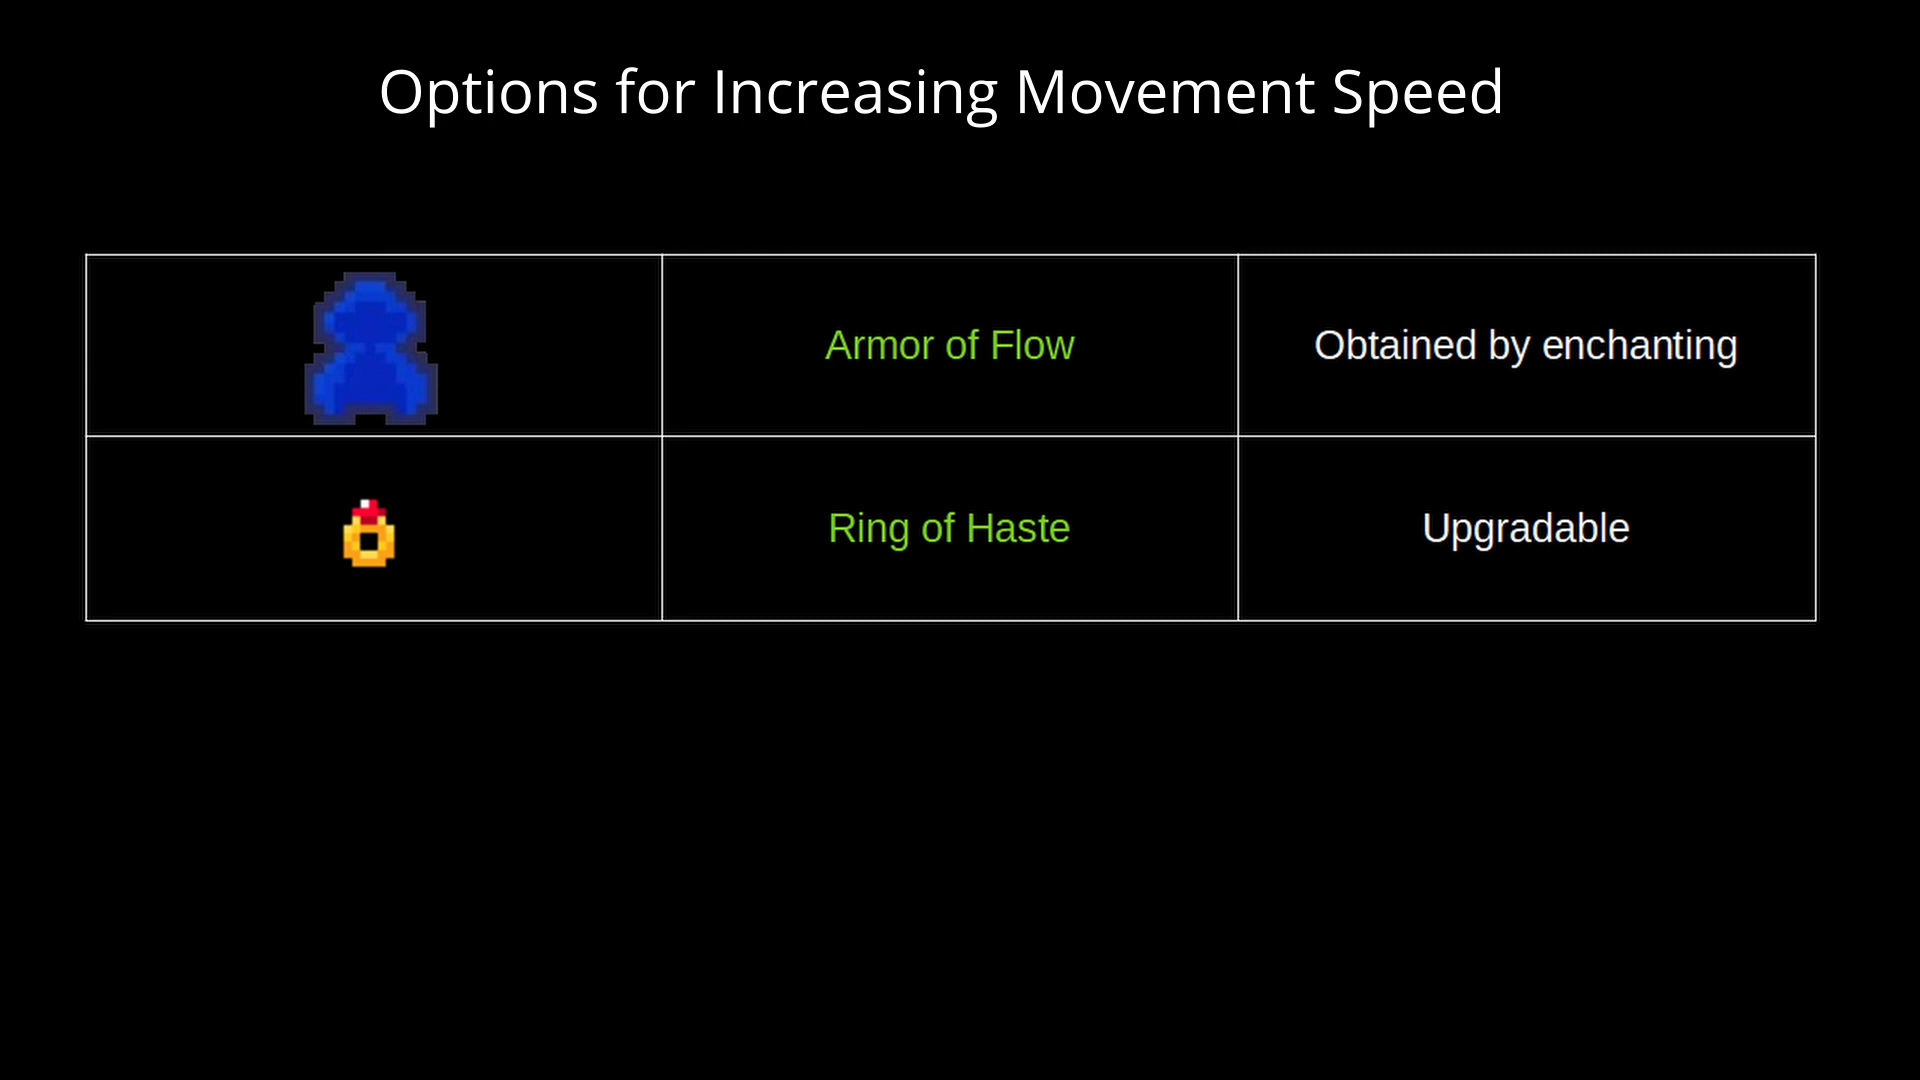 Options for Increasing Movement Speed
Armor of Flow
Obtained by enchanting
Ring of Haste
Upgradable